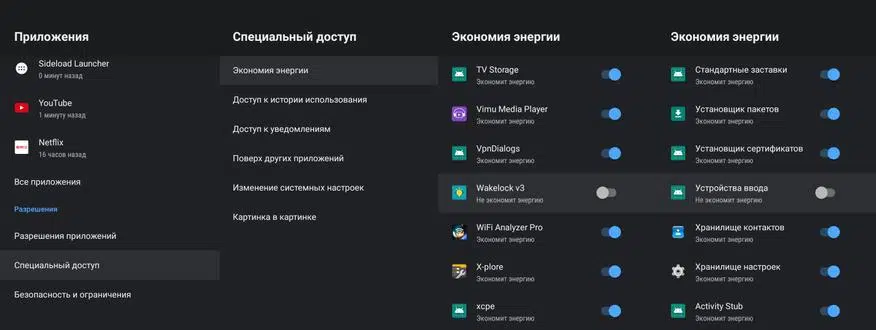 Приложения
Sideload Launcher
0 минут назад
YouTube
1 минуту назад
Netflix
16 часов назад
Все приложения
Разрешения
Разрешения приложений
Специальный доступ
Безопасность и ограничения
Специальный доступ
Экономия энергии
Доступ к истории использования
Доступ к уведомлениям
Поверх других приложений
Изменение системных настроек
Картинка в картинке
Экономия энергии
TV Storage
Экономит энергию
Vimu Media Player
Экономит энергию
VpnDialogs
Экономит энергию
Wakelock v3
Не экономит энергию
WiFi Analyzer Pro
Экономит энергию
X-plore
Экономит энергию
xcpe
Экономит энергию
Экономия энергии
Стандартные заставки
Экономит энергию
Установщик пакетов
Экономит энергию
Установщик сертификатов
Экономит энергию
Устройства ввода
Не экономит энергию
Хранилище контактов
Экономит энергию
Хранилище настроек
Экономит энергию
Activity Stub
Экономит энергию